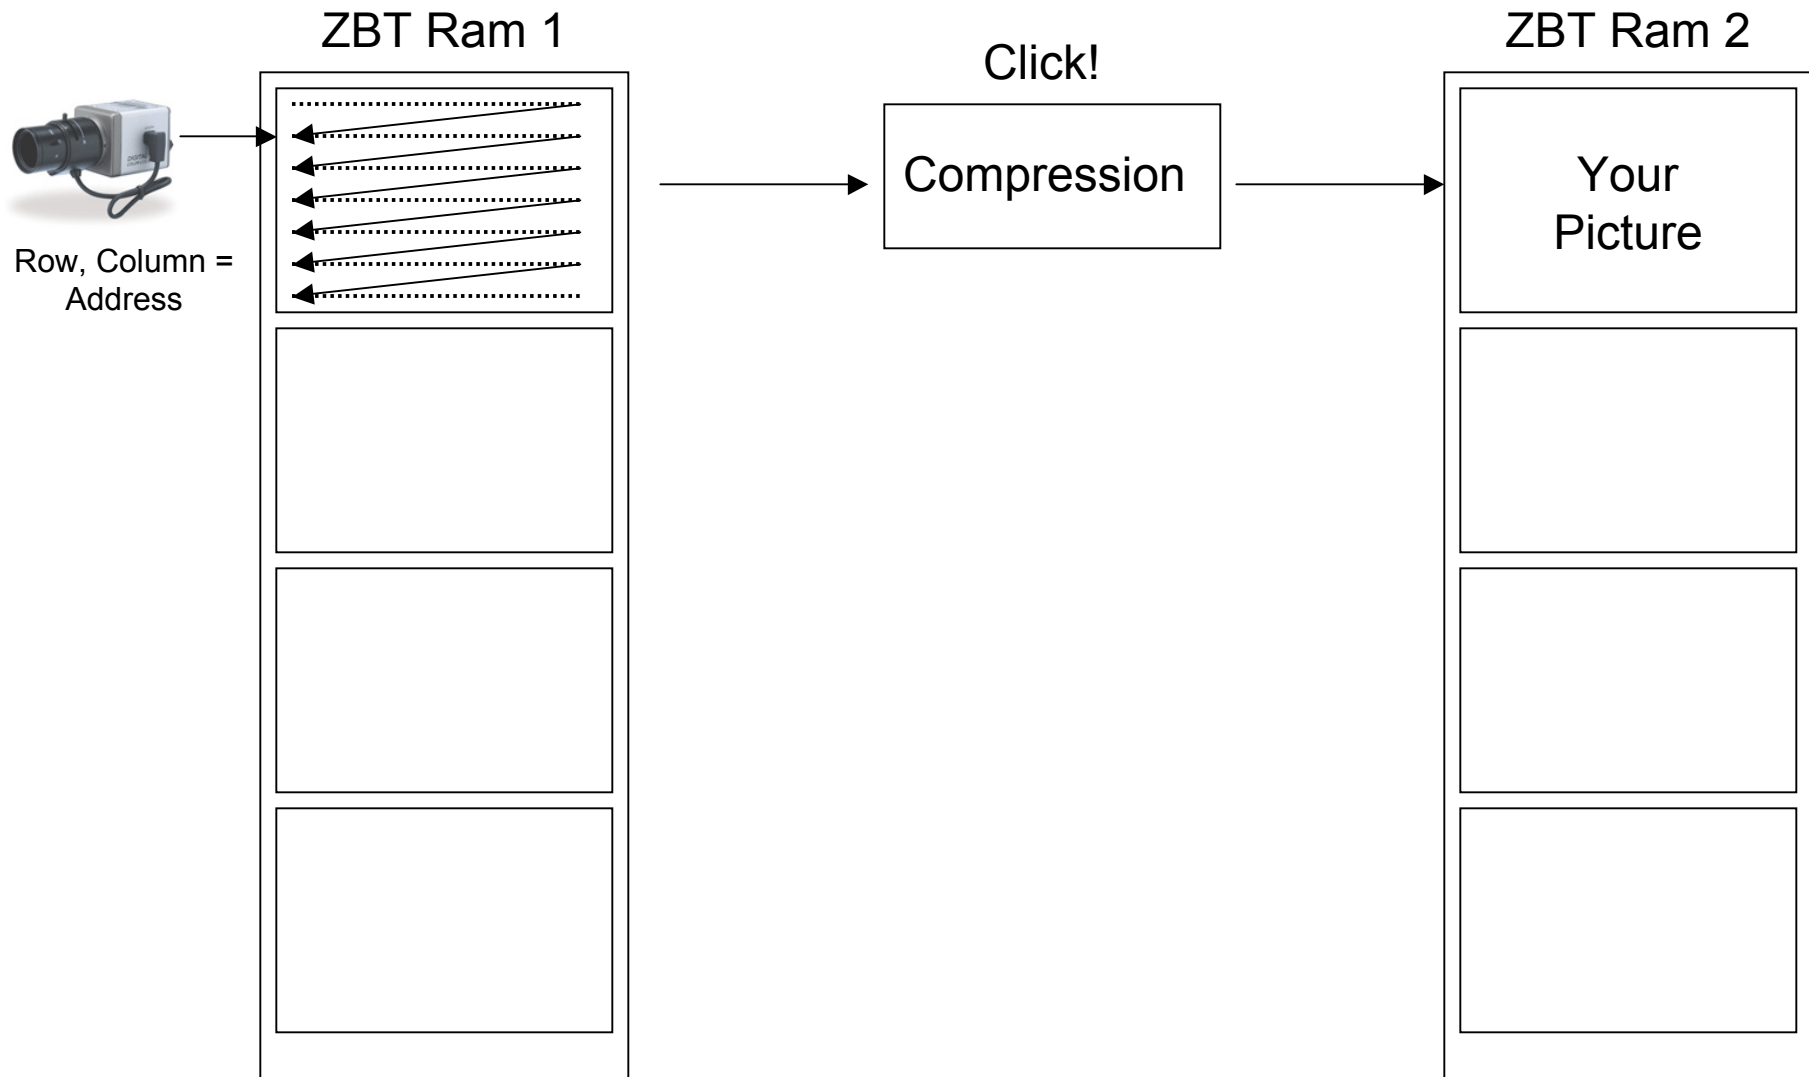 ZBT Ram 1
Click!
ZBT Ram 2
Compression
Your
Picture
Row, Column =
Address